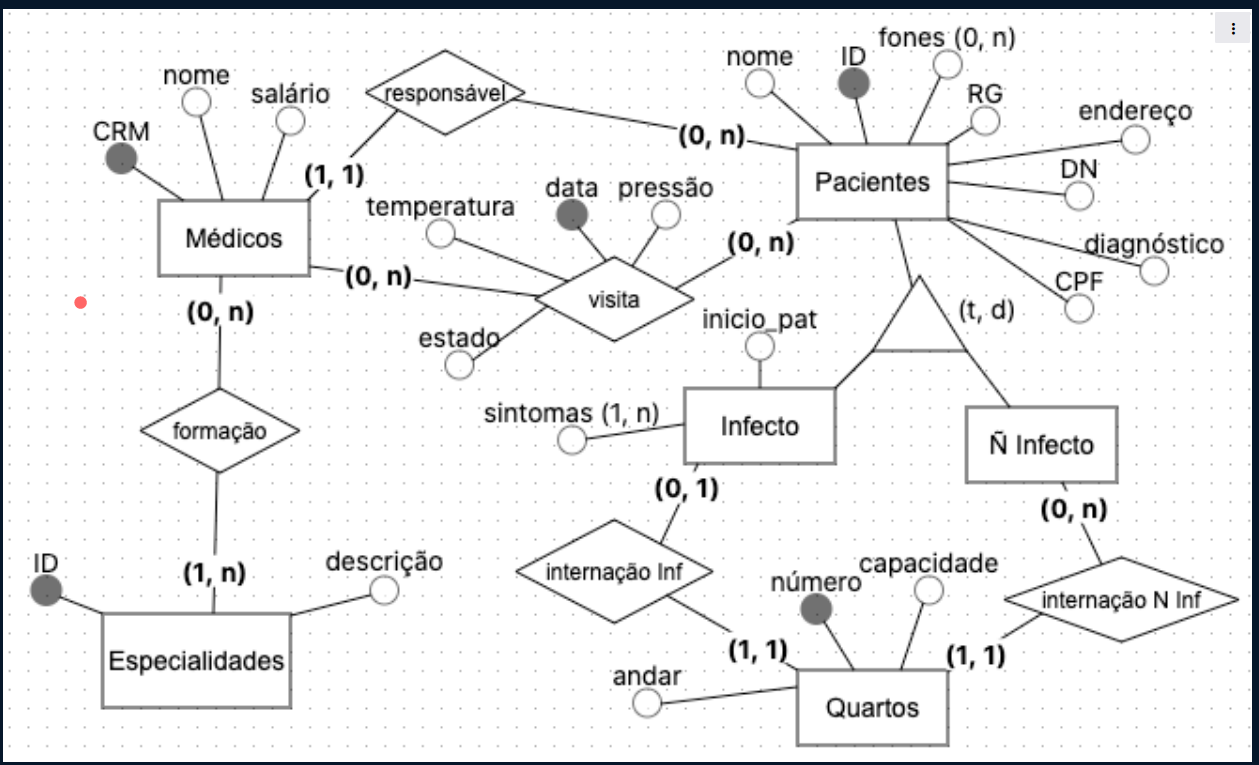 nome
salário
CRM
Médicos
responsável
(1, 1)
(0, n)
nome
ID
fones (0, n)
RG
endereço
DN
diagnóstico
CPF
Pacientes
temperatura
data
pressão
estado
visita
(0, n)
(0, n)
(0, n)
formação
(1, n)
ID
descrição
Especialidades
(t, d)
inicio_pat
sintomas (1, n)
Infecto
Ñ Infecto
(0, 1)
internação Inf
(1, 1)
(0, n)
internação N Inf
(1, 1)
número
capacidade
andar
Quartos